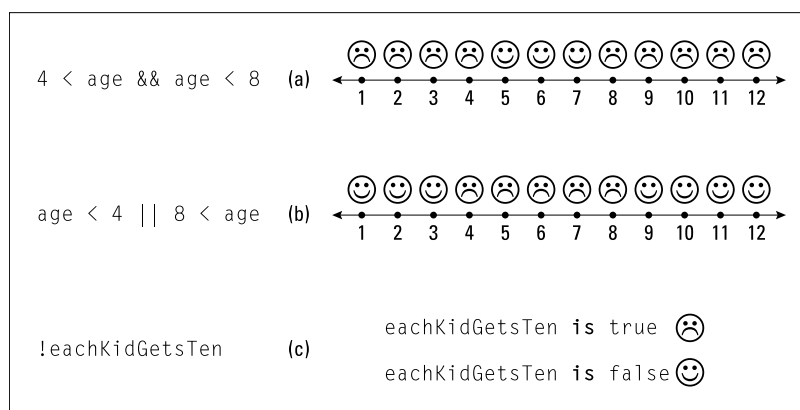 4 < age && age < 8 (a)
1 2 3 4 5 6 7 8 9 10 11 12
age < 4 || 8 < age (b)
1 2 3 4 5 6 7 8 9 10 11 12
eachKidGetsTen is true
!eachKidGetsTen (c)
eachKidGetsTen is false